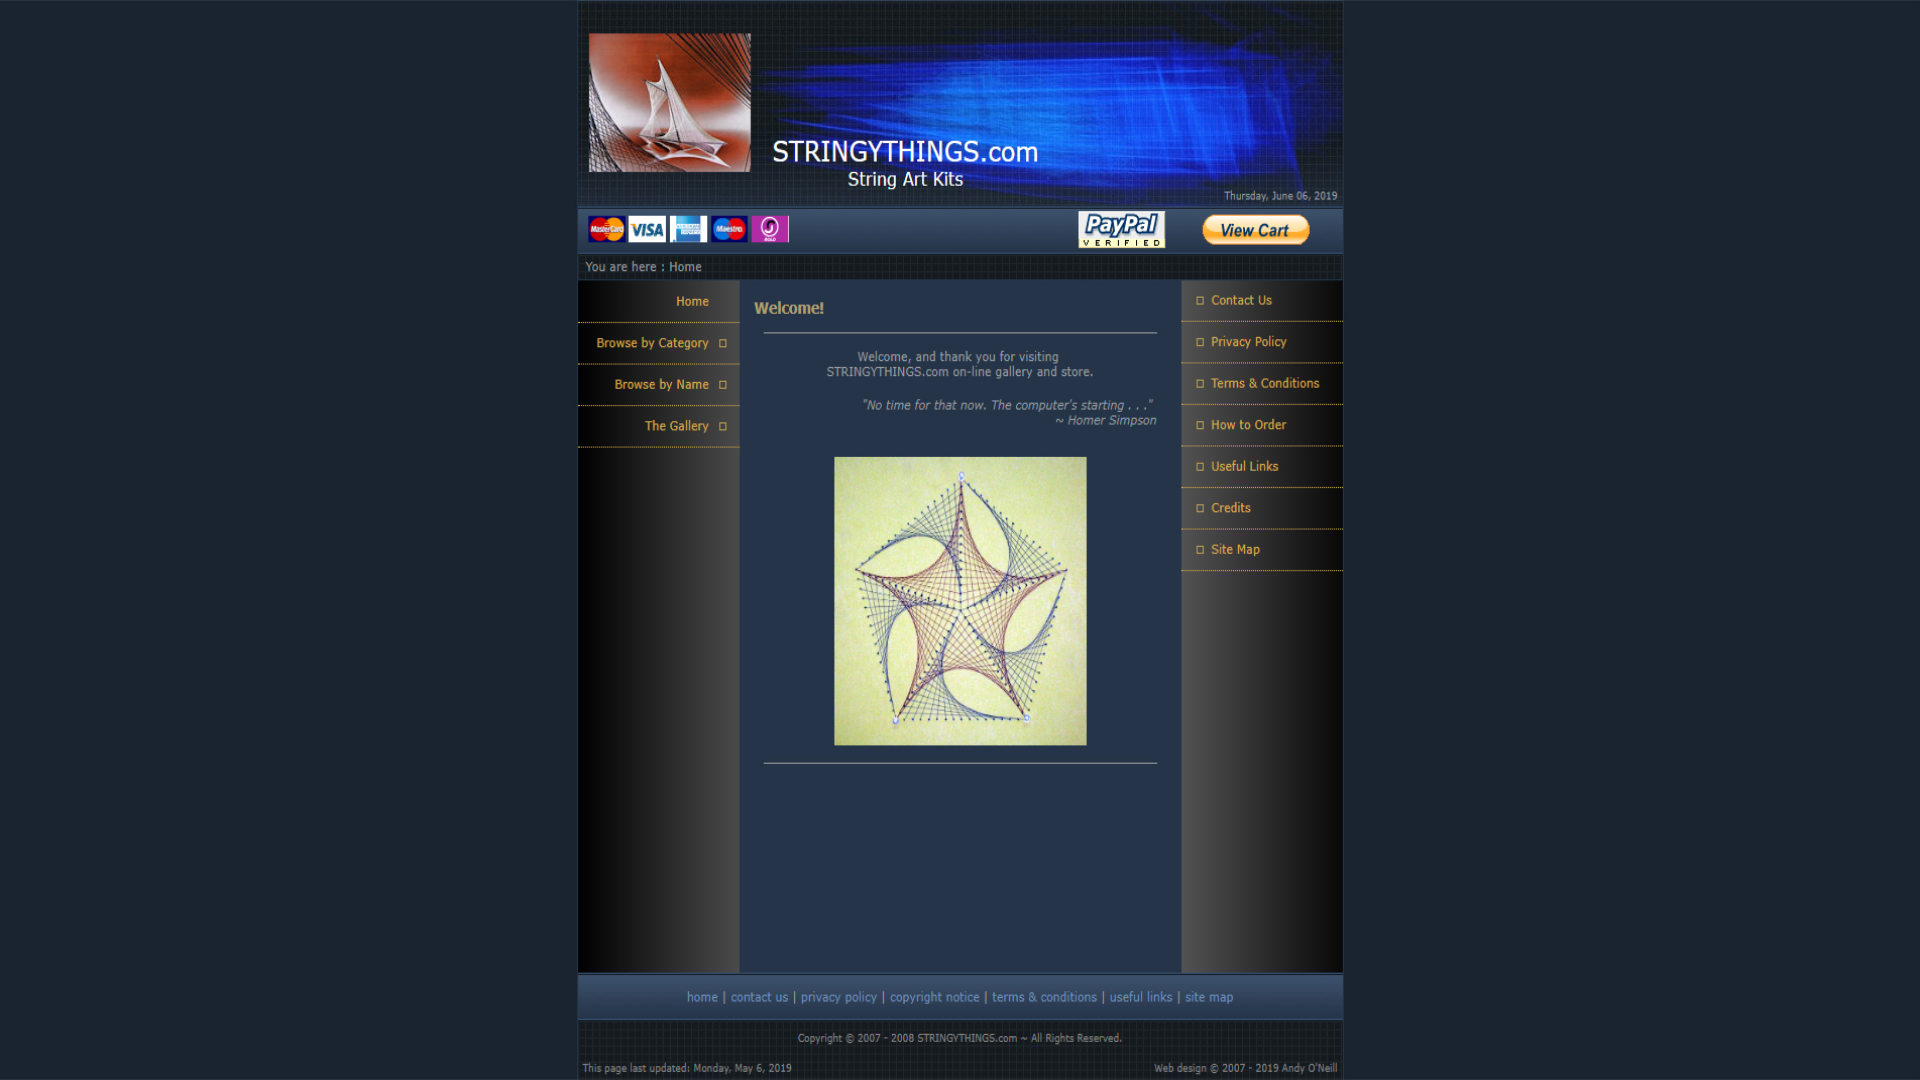 STRINGYTHINGS.com
String Art Kits
Thursday, June 06, 2019
MasterCard
VISA
Maestro
SOLO
PayPal
VERIFIED
View Cart
You are here : Home
Home
Browse by Category
Browse by Name
The Gallery
Welcome!
Welcome, and thank you for visiting
STRINGYTHINGS.com on-line gallery and store.
"No time for that now. The computer's starting . . ."
~ Homer Simpson
Contact Us
Privacy Policy
Terms & Conditions
How to Order
Useful Links
Credits
Site Map
home | contact us | privacy policy | copyright notice | terms & conditions | useful links | site map
Copyright © 2007 - 2008 STRINGYTHINGS.com ~ All Rights Reserved.
This page last updated: Monday, May 6, 2019
Web design © 2007 - 2019 Andy O'Neill